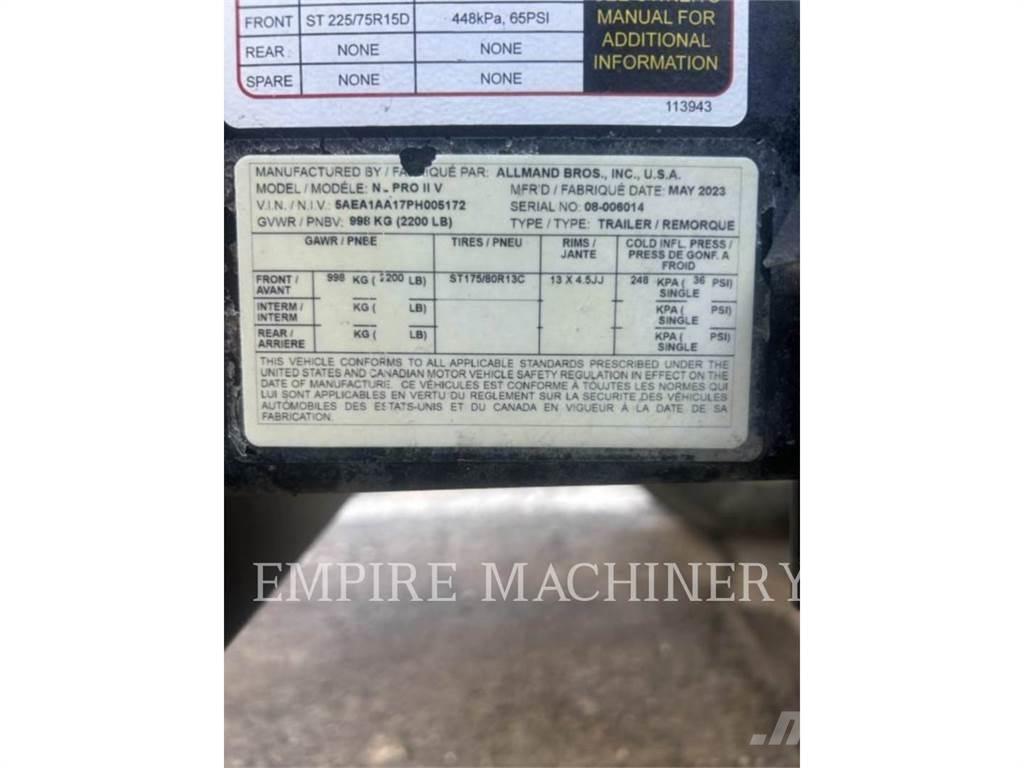 MANUAL FOR
FRONT ST 225/75R15D 448kPa, 65PSI
ADDITIONAL
REAR NONE NONE
INFORMATION
SPARE NONE NONE
113943
MANUFACTURED BY / FABRIQUÉ PAR: ALLMAND BROS., INC., U.S.A.
MODEL / MODÉLE: PRO II V MFR'D / FABRIQUÉ DATE: MAY 2023
V.I.N. / N.I.V.: 5AEA1AA17PH005172 SERIAL NO: 08-006014
GVWR / PNBV: 998 KG (2200 LB) TYPE / TYPE: TRAILER / REMORQUE
GAWR / PNBE TIRES / PNEU RIMS / JANTE COLD INFL. PRESS / PRESS DE GONF. A FROID
FRONT / AVANT 998 KG ( 2200 LB) ST175/80R13C 13 X 4.5JJ 248 KPA ( 36 PSI) SINGLE
INTERM / INTERM KG ( LB) KPA ( PSI) SINGLE
REAR / ARRIERE KG ( LB) KPA ( PSI) SINGLE
THIS VEHICLE CONFORMS TO ALL APPLICABLE STANDARDS PRESCRIBED UNDER THE
UNITED STATES AND CANADIAN MOTOR VEHICLE SAFETY REGULATION IN EFFECT ON THE
DATE OF MANUFACTURE. CE VÉHICULES EST CONFORME À TOUTES LES NORMES QUI
LUI SONT APPLICABLES EN VERTU DU REGLEMENT SUR LA SECURITE DES VÉHICULES
AUTOMOBILES DES ESTATS-UNIS ET DU CANADA EN VIGUEUR À LA DATE DE SA
FABRICATION.
EMPIRE MACHINERY